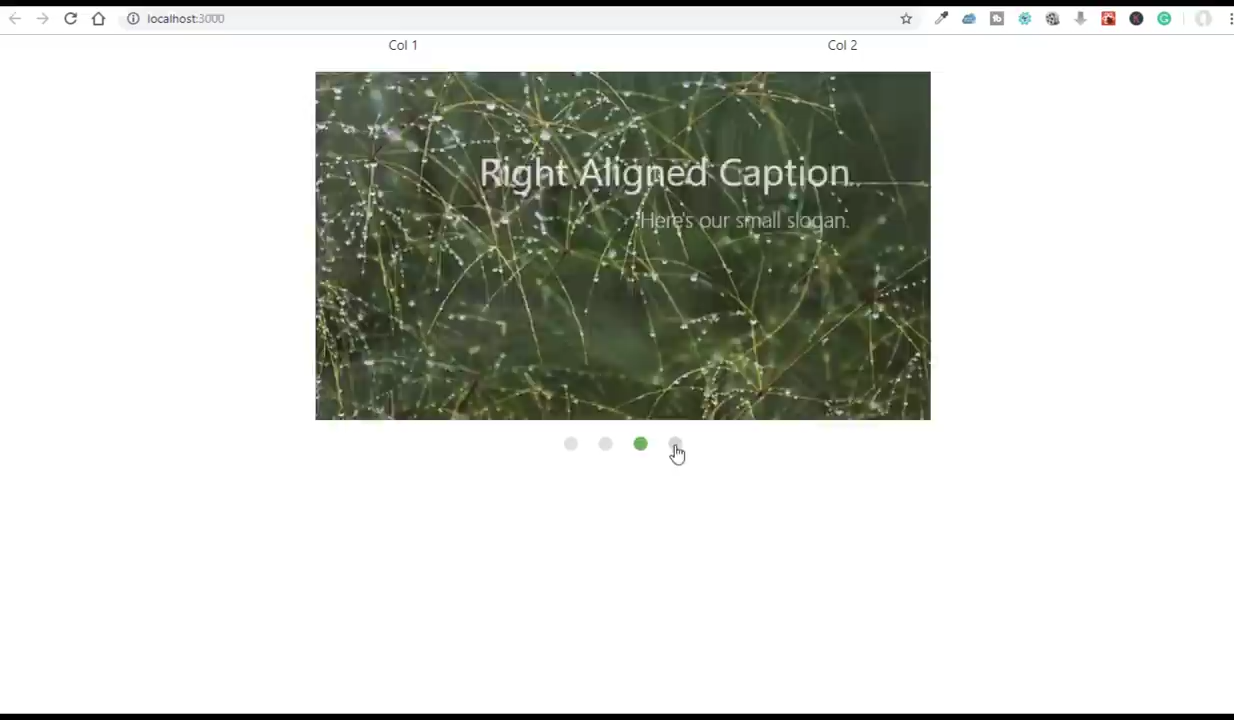 localhost:3000
Col 1
Col 2
Right Aligned Caption
Here's our small slogan.